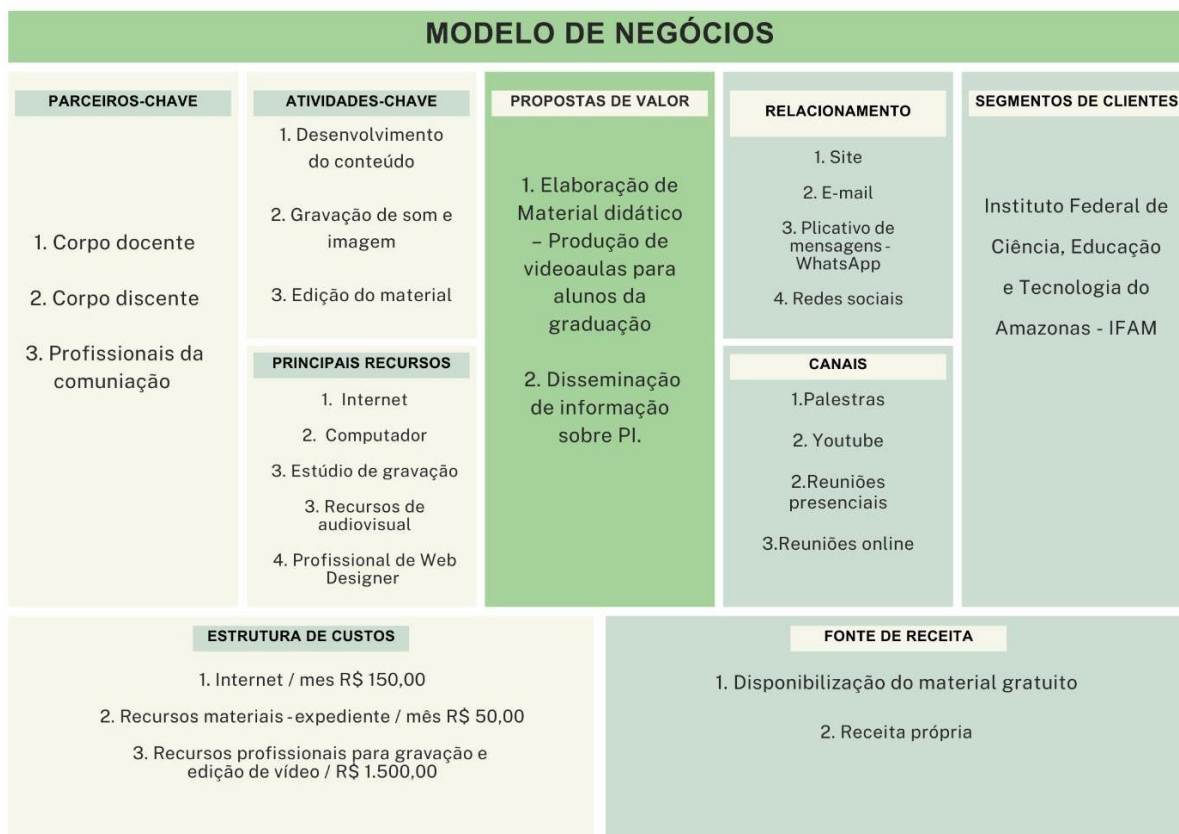 MODELO DE NEGÓCIOS
PARCEIROS-CHAVE
1. Corpo docente
2. Corpo discente
3. Profissionais da
comuniação
ATIVIDADES-CHAVE
1. Desenvolvimento
do conteúdo
2. Gravação de som e
imagem
3. Edição do material
PRINCIPAIS RECURSOS
1. Internet
2. Computador
3. Estúdio de gravação
3. Recursos de
audiovisual
4. Profissional de Web
Designer
PROPOSTAS DE VALOR
1. Elaboração de
Material didático
– Produção de
videoaulas para
alunos da
graduação
2. Disseminação
de informação
sobre PI.
RELACIONAMENTO
1. Site
2. E-mail
3. Plicativo de
mensagens -
WhatsApp
4. Redes sociais
CANAIS
1.Palestras
2. Youtube
2.Reuniões
presenciais
3.Reuniões online
SEGMENTOS DE CLIENTES
Instituto Federal de
Ciência, Educação
e Tecnologia do
Amazonas - IFAM
ESTRUTURA DE CUSTOS
1. Internet / mes R$ 150,00
2. Recursos materiais - expediente / mês R$ 50,00
3. Recursos profissionais para gravação e
edição de vídeo / R$ 1.500,00
FONTE DE RECEITA
1. Disponibilização do material gratuito
2. Receita própria